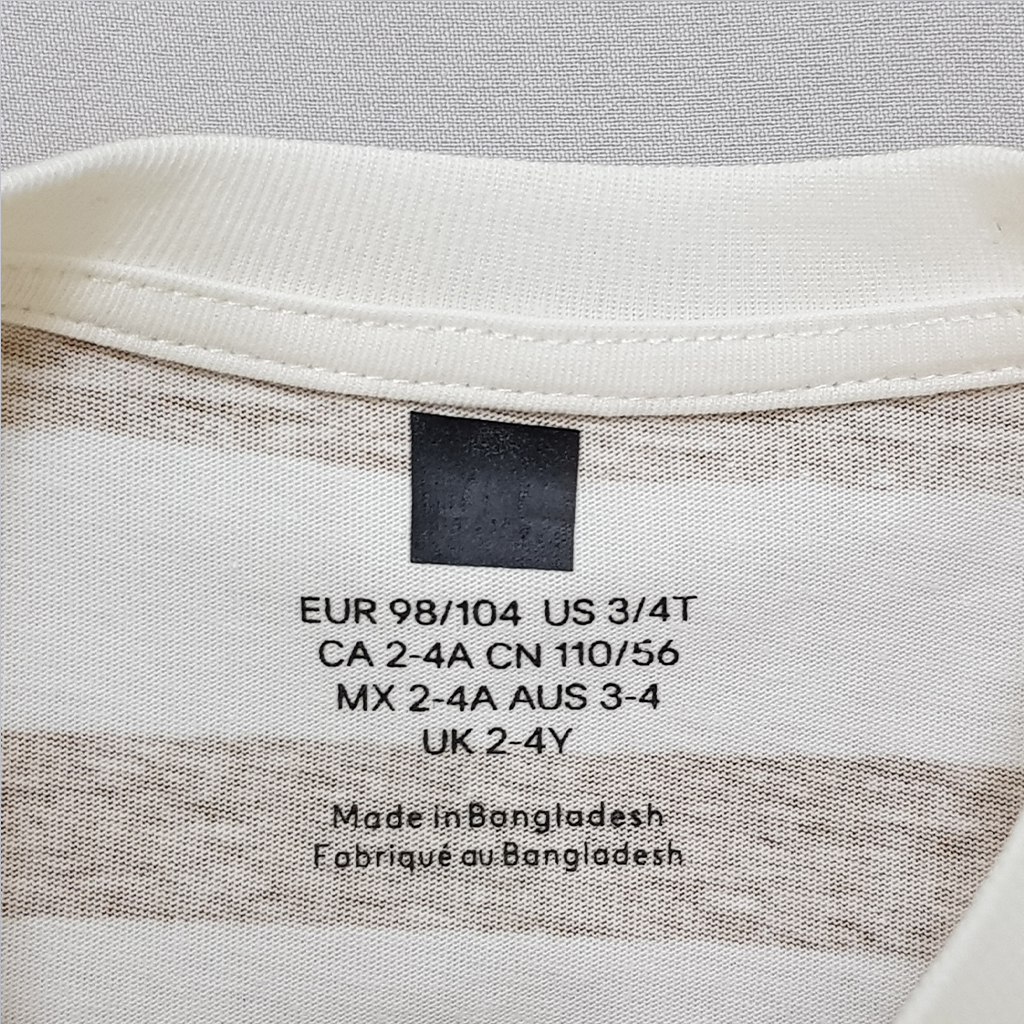 EUR 98/104 US 3/4T
CA 2-4A CN 110/56
MX 2-4A AUS 3-4
UK 2-4Y
Made in Bangladesh
Fabriqué au Bangladesh